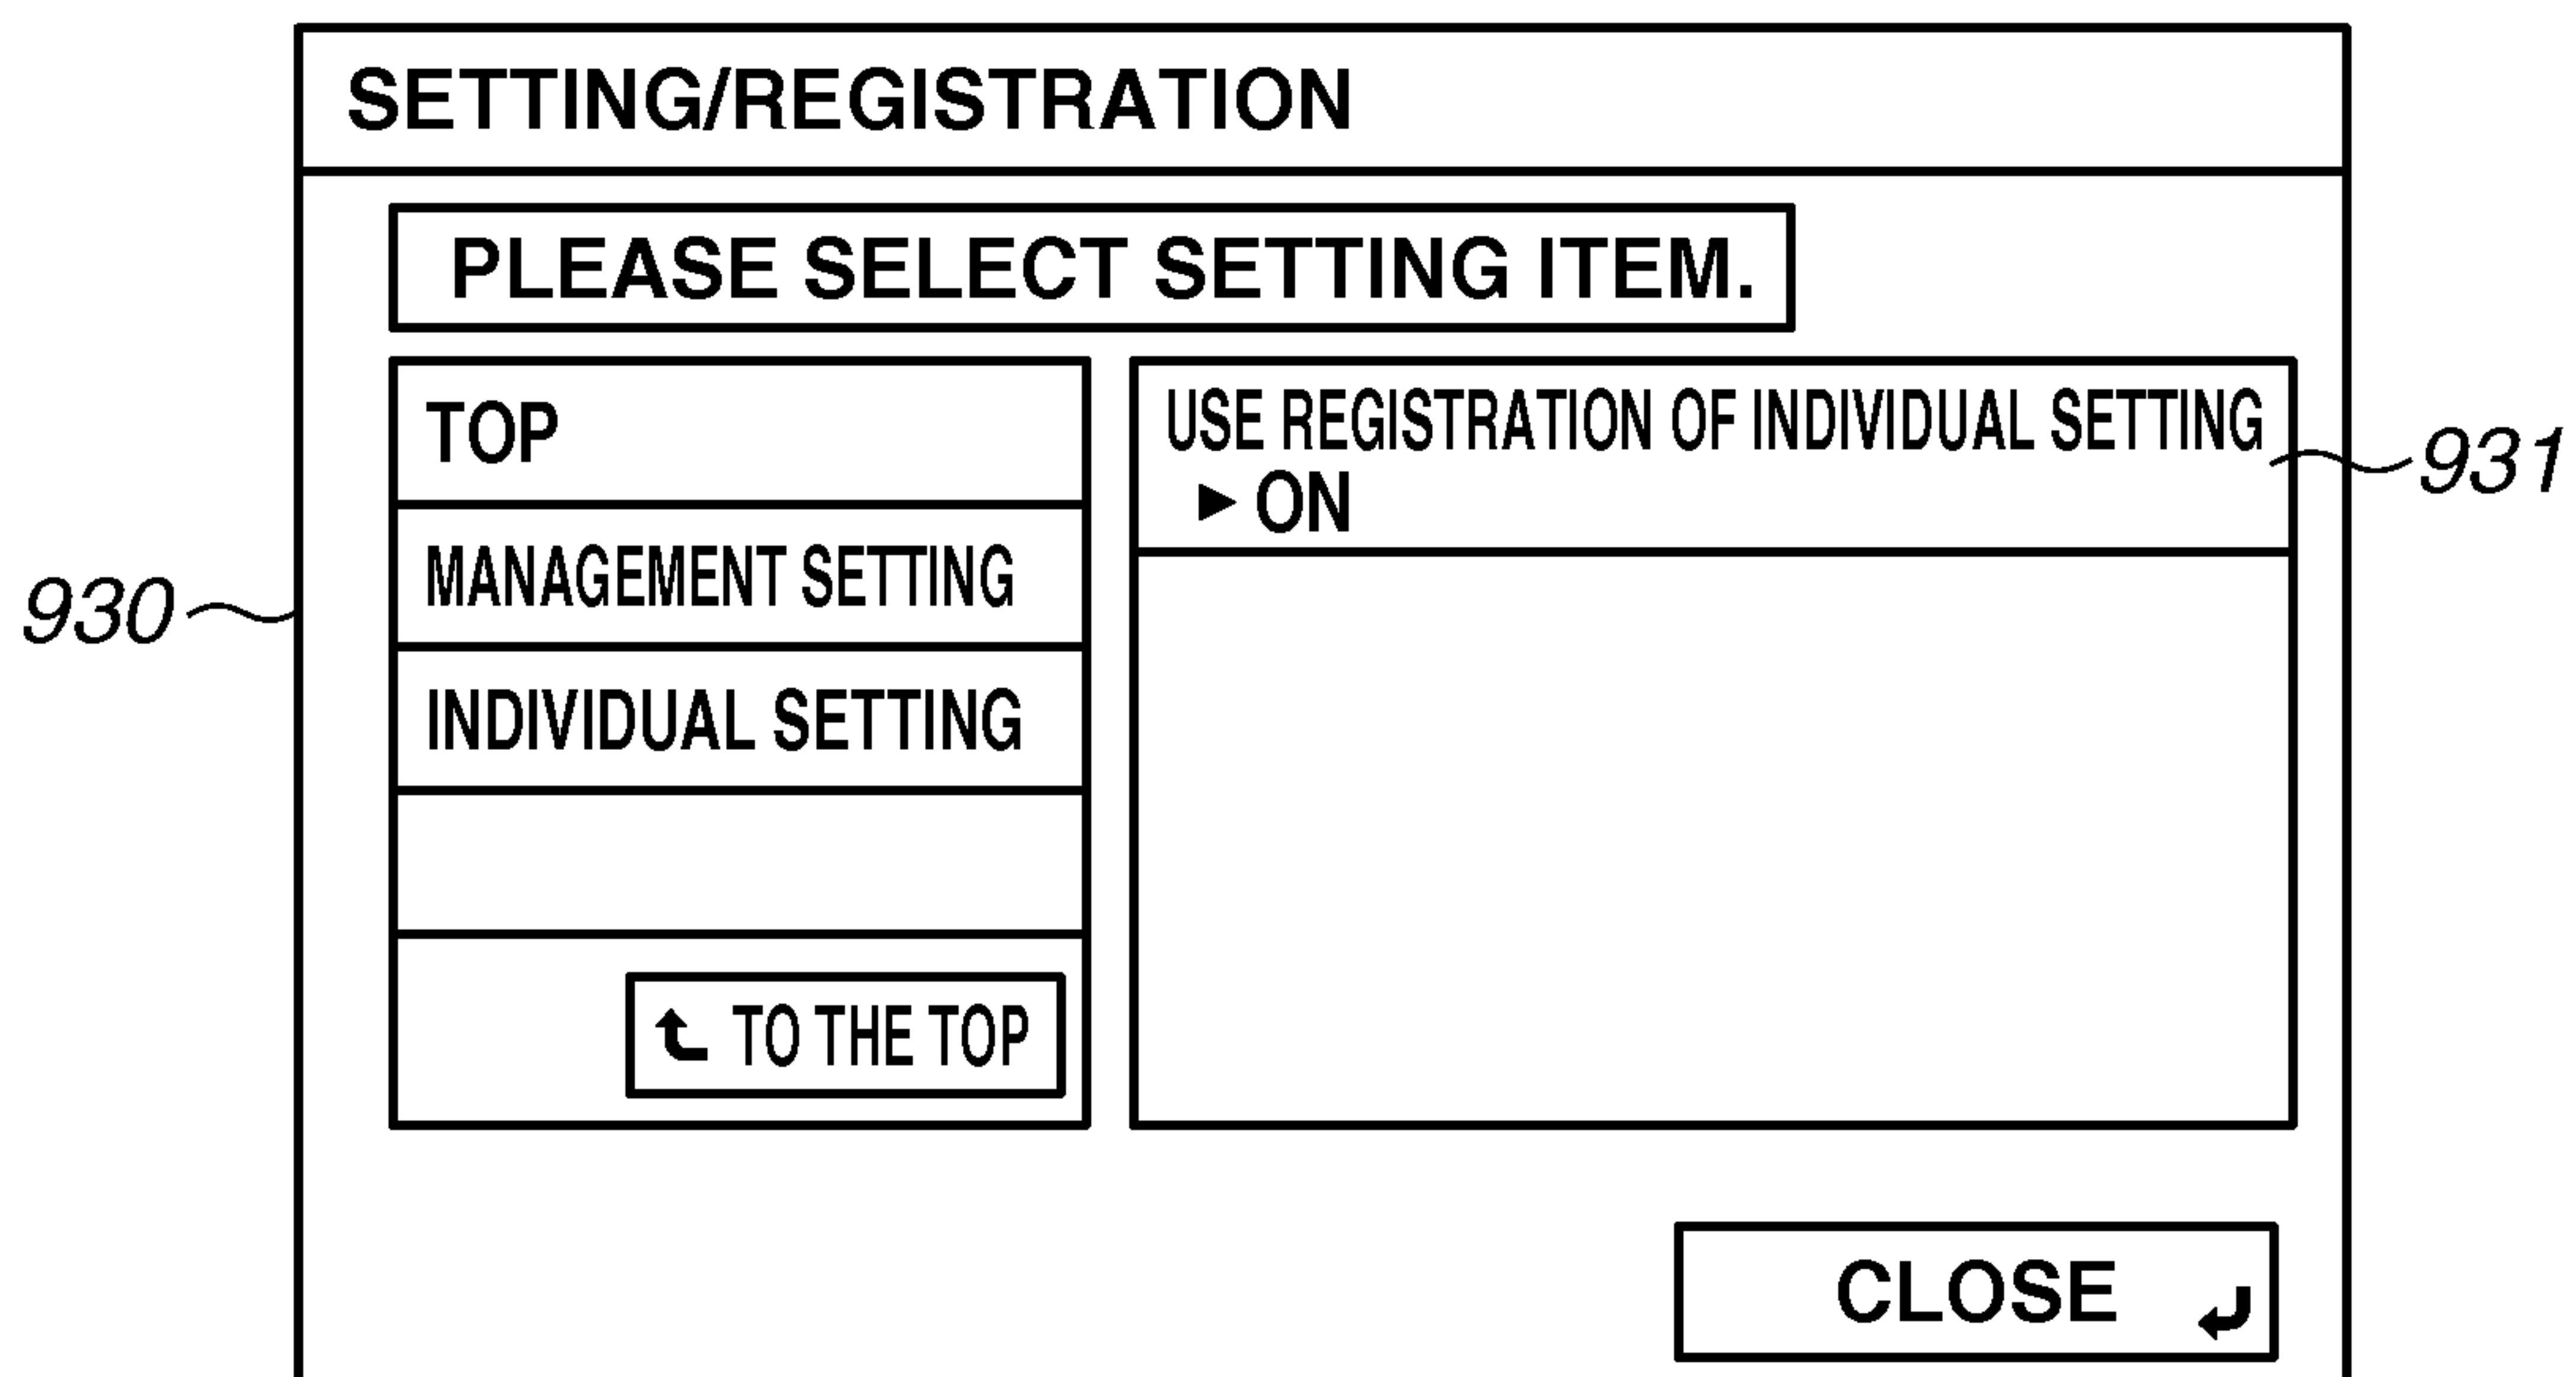 SETTING/REGISTRATION
PLEASE SELECT SETTING ITEM.
TOP
MANAGEMENT SETTING
INDIVIDUAL SETTING
TO THE TOP
USE REGISTRATION OF INDIVIDUAL SETTING
► ON
CLOSE
930
931